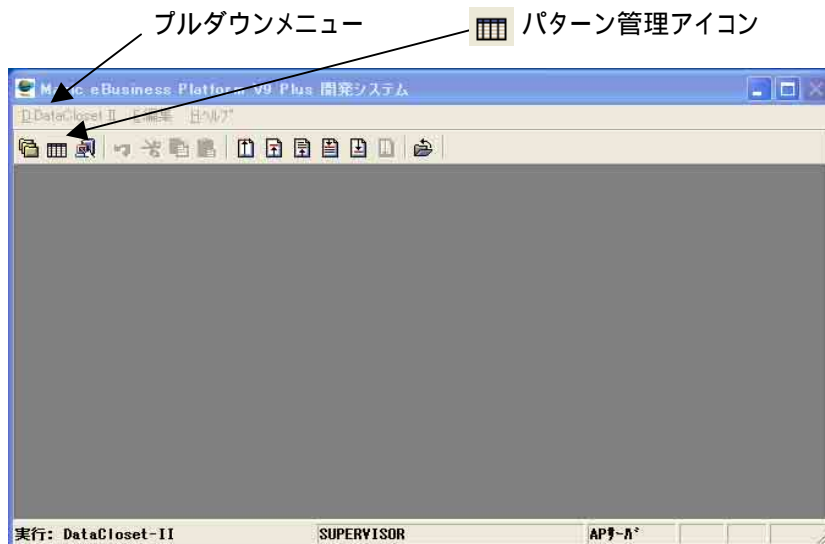 プルダウンメニュー
パターン管理アイコン
Magic eBusiness Platform V9 Plus 開発システム
D:DataCloset II E:編集 H:ヘルプ
実行: DataCloset-II SUPERVISOR APサーバ